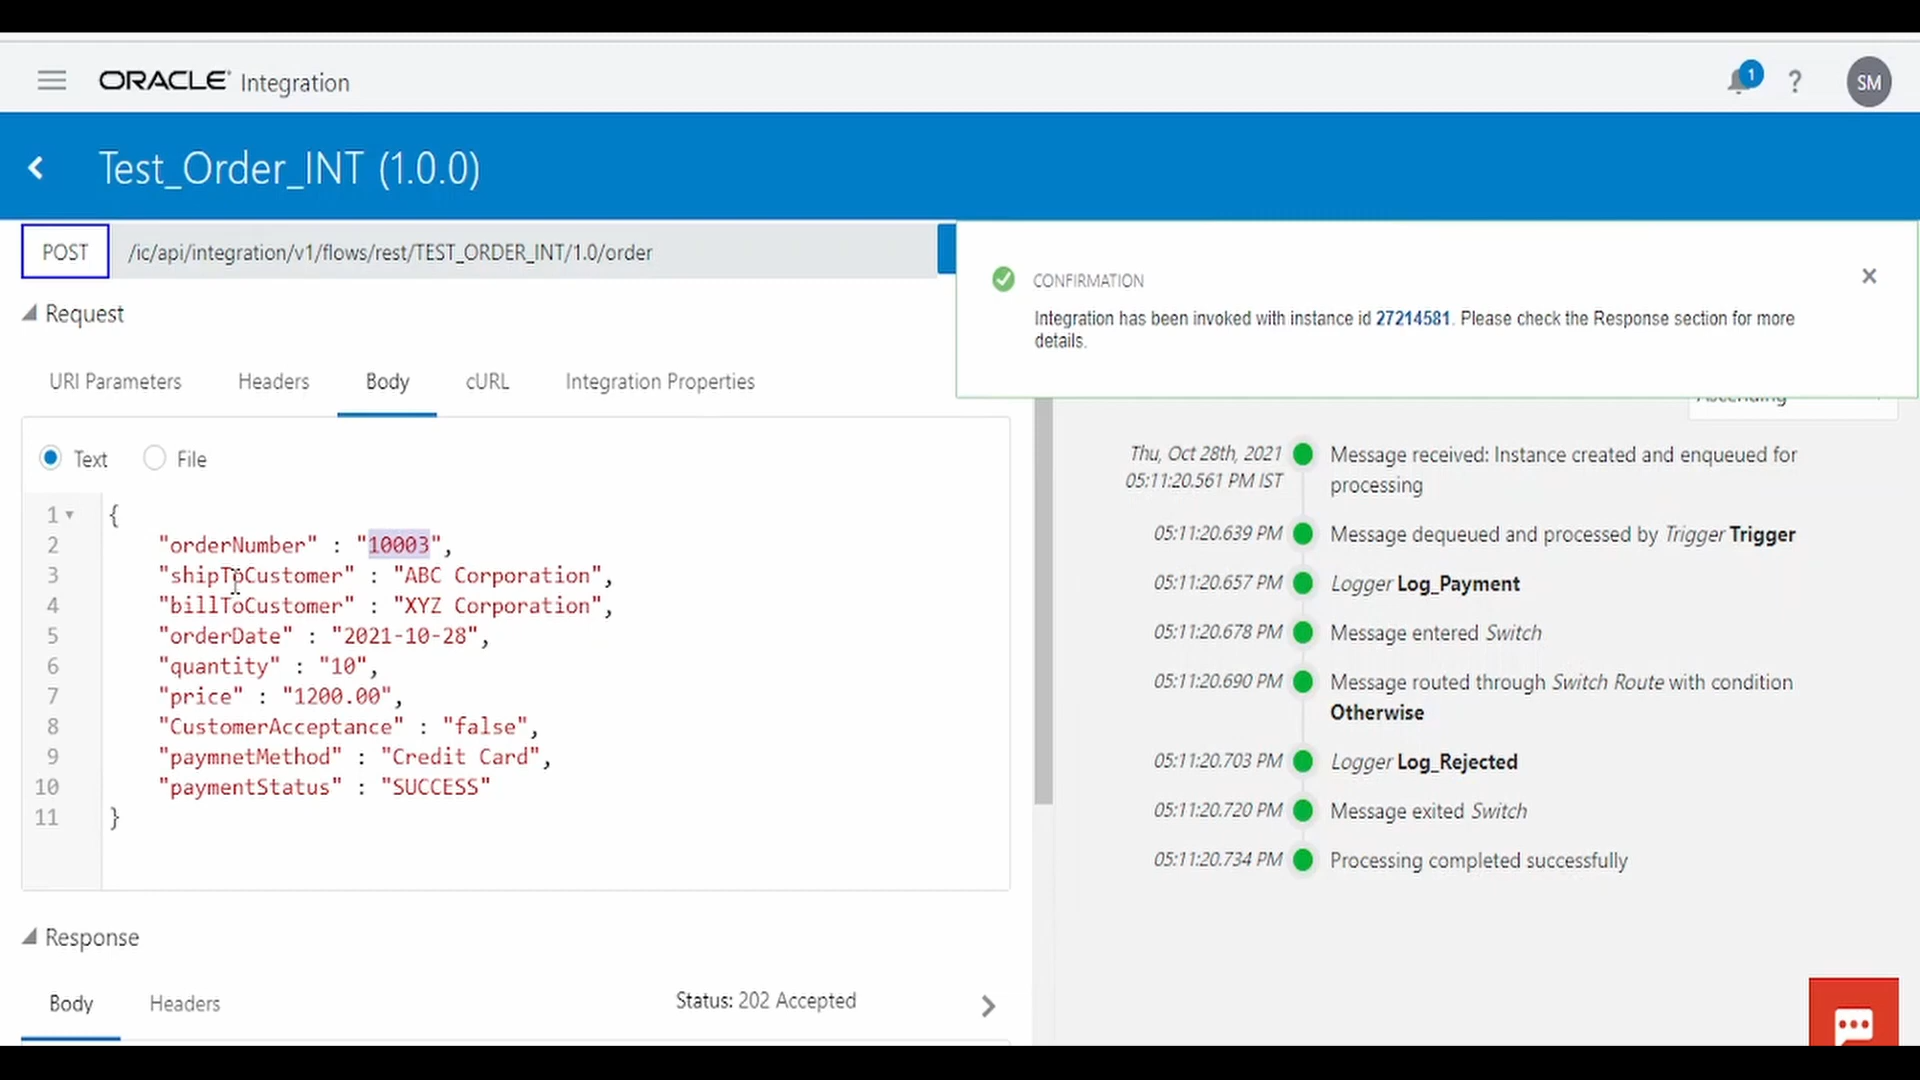 ORACLE Integration
1
?
SM
Test_Order_INT (1.0.0)
POST
/ic/api/integration/v1/flows/rest/TEST_ORDER_INT/1.0/order
CONFIRMATION
Integration has been invoked with instance id 27214581. Please check the Response section for more
details.
Request
URI Parameters
Headers
Body
cURL
Integration Properties
Ascending
Text
File
1 {
2 "orderNumber" : "10003",
3 "shipToCustomer" : "ABC Corporation",
4 "billToCustomer" : "XYZ Corporation",
5 "orderDate" : "2021-10-28",
6 "quantity" : "10",
7 "price" : "1200.00",
8 "CustomerAcceptance" : "false",
9 "paymnetMethod" : "Credit Card",
10 "paymentStatus" : "SUCCESS"
11 }
Thu, Oct 28th, 2021
05:11:20.561 PM IST
Message received: Instance created and enqueued for
processing
05:11:20.639 PM
Message dequeued and processed by Trigger Trigger
05:11:20.657 PM
Logger Log_Payment
05:11:20.678 PM
Message entered Switch
05:11:20.690 PM
Message routed through Switch Route with condition
Otherwise
05:11:20.703 PM
Logger Log_Rejected
05:11:20.720 PM
Message exited Switch
05:11:20.734 PM
Processing completed successfully
Response
Body
Headers
Status: 202 Accepted